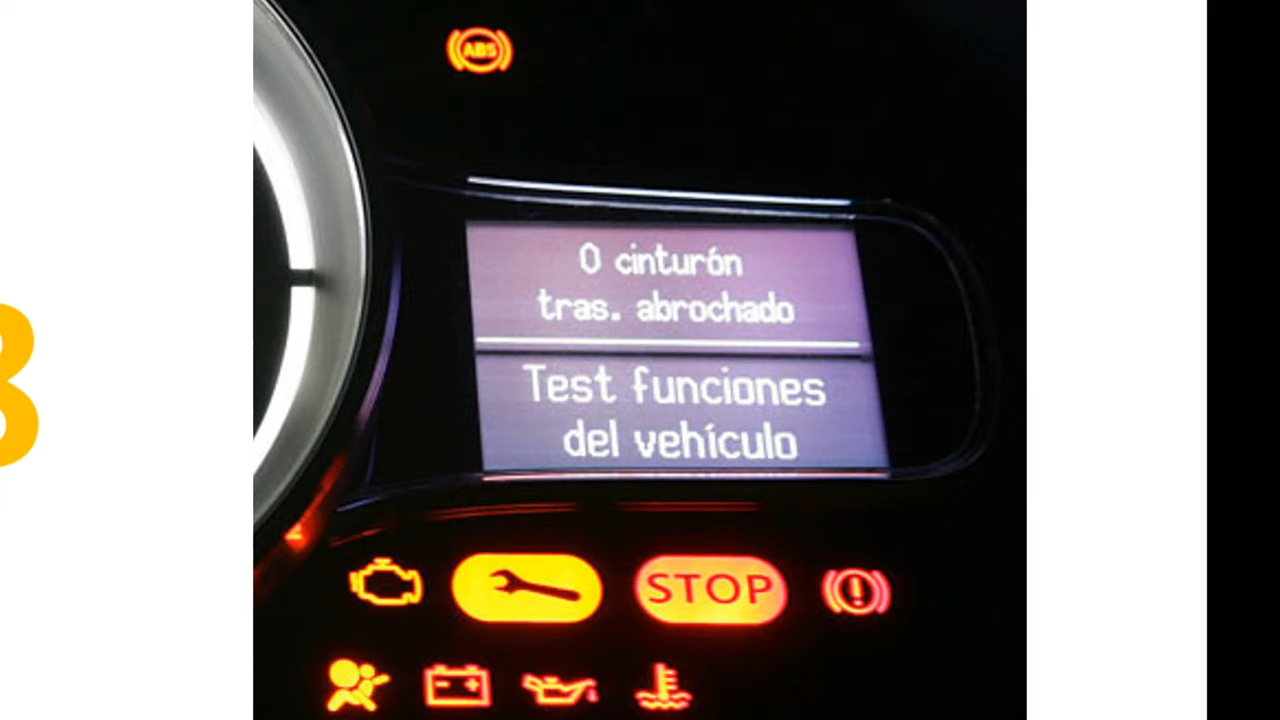 ABS
0 cinturón
tras. abrochado
Test funciones
del vehículo
STOP